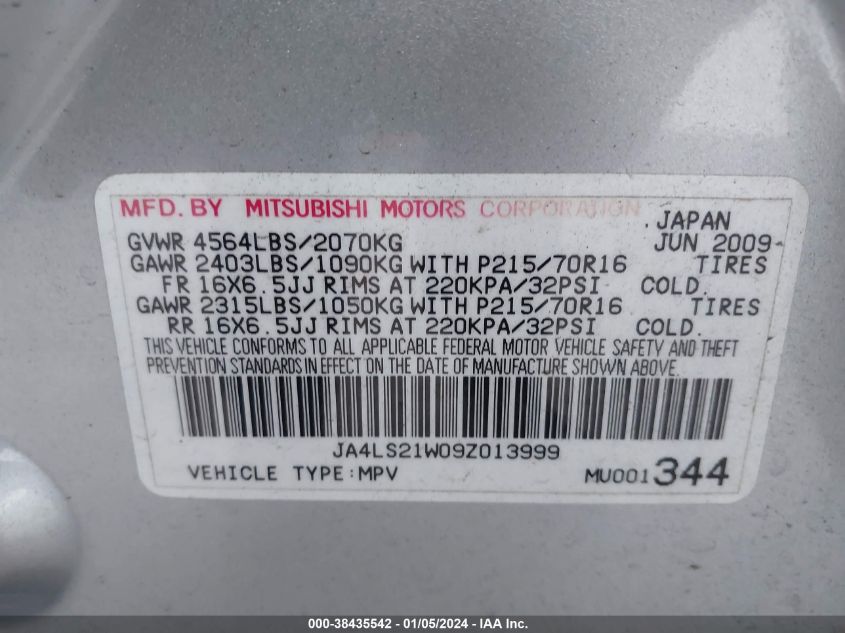 MFD. BY MITSUBISHI MOTORS CORPORATION
JAPAN
GVWR 4564LBS/2070KG JUN 2009
GAWR 2403LBS/1090KG WITH P215/70R16 TIRES
FR 16X6.5JJ RIMS AT 220KPA/32PSI COLD.
GAWR 2315LBS/1050KG WITH P215/70R16 TIRES
RR 16X6.5JJ RIMS AT 220KPA/32PSI COLD.
THIS VEHICLE CONFORMS TO ALL APPLICABLE FEDERAL MOTOR VEHICLE SAFETY AND THEFT
PREVENTION STANDARDS IN EFFECT ON THE DATE OF MANUFACTURE SHOWN ABOVE.
JA4LS21W09Z013999
VEHICLE TYPE:MPV MU001344
000-38435542 - 01/05/2024 - IAA Inc.